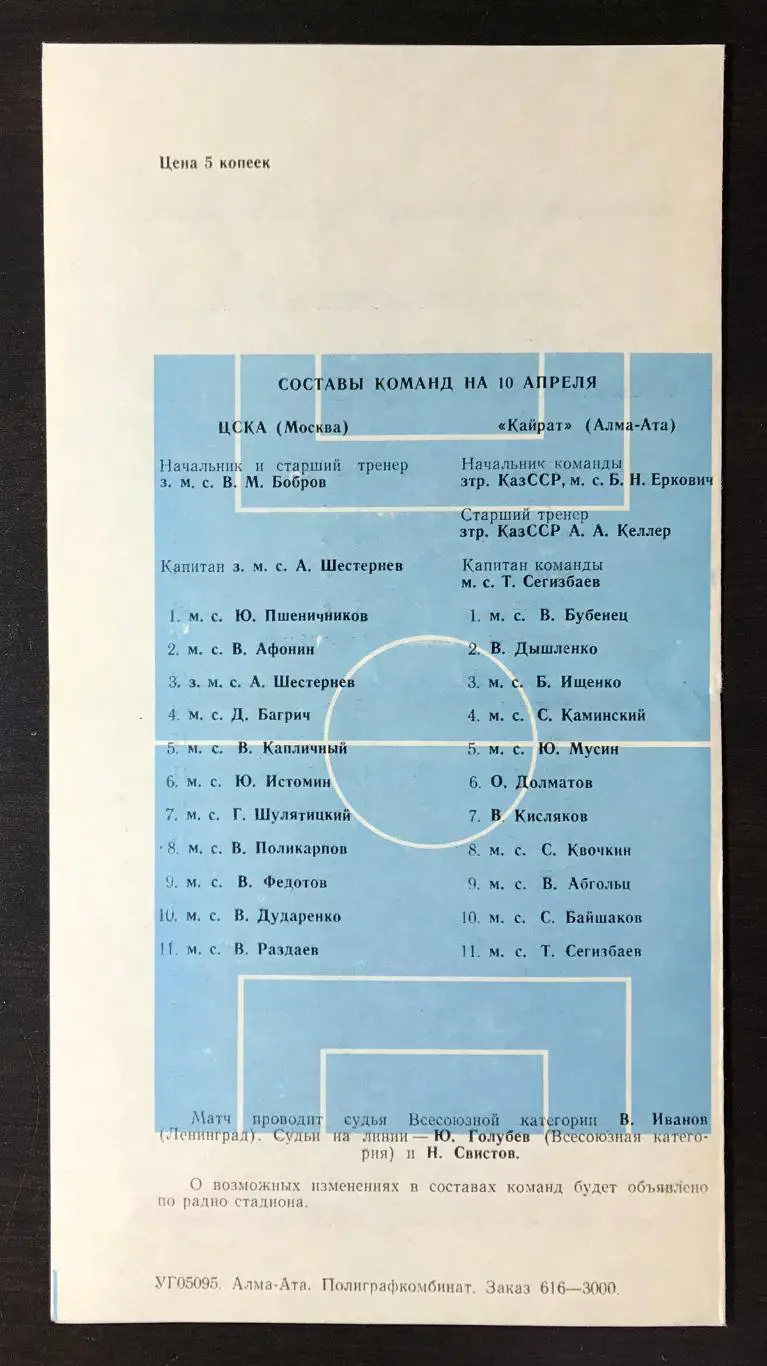 Цена 5 копеек
СОСТАВЫ КОМАНД НА 10 АПРЕЛЯ
ЦСКА (Москва)
Начальник и старший тренер
з. м. с. В. М. Бобров
Капитан з. м. с. А. Шестернев
1. м. с. Ю. Пшеничников
2. м. с. В. Афонин
3. з. м. с. А. Шестернев
4. м. с. Д. Багрич
5. м. с. В. Капличный
6. м. с. Ю. Истомин
7. м. с. Г. Шулятицкий
8. м. с. В. Поликарпов
9. м. с. В. Федотов
10. м. с. В. Дударенко
11. м. с. В. Раздаев
«Кайрат» (Алма-Ата)
Начальник команды
зтр. КазССР, м. с. Б. Н. Еркович
Старший тренер
зтр. КазССР А. А. Келлер
Капитан команды
м. с. Т. Сегизбаев
1. м. с. В. Бубенец
2. В. Дышленко
3. м. с. Б. Ищенко
4. м. с. С. Каминский
5. м. с. Ю. Мусин
6. О. Долматов
7. В. Кисляков
8. м. с. С. Квочкин
9. м. с. В. Абгольц
10. м. с. С. Байшаков
11. м. с. Т. Сегизбаев
Матч проводит судья Всесоюзной категории В. Иванов
(Ленинград). Судьи на линии — Ю. Голубев (Всесоюзная катего-
рия) и Н. Свистов.
О возможных изменениях в составах команд будет объявлено
по радио стадиона.
УГ05095. Алма-Ата. Полиграфкомбинат. Заказ 616—3000.